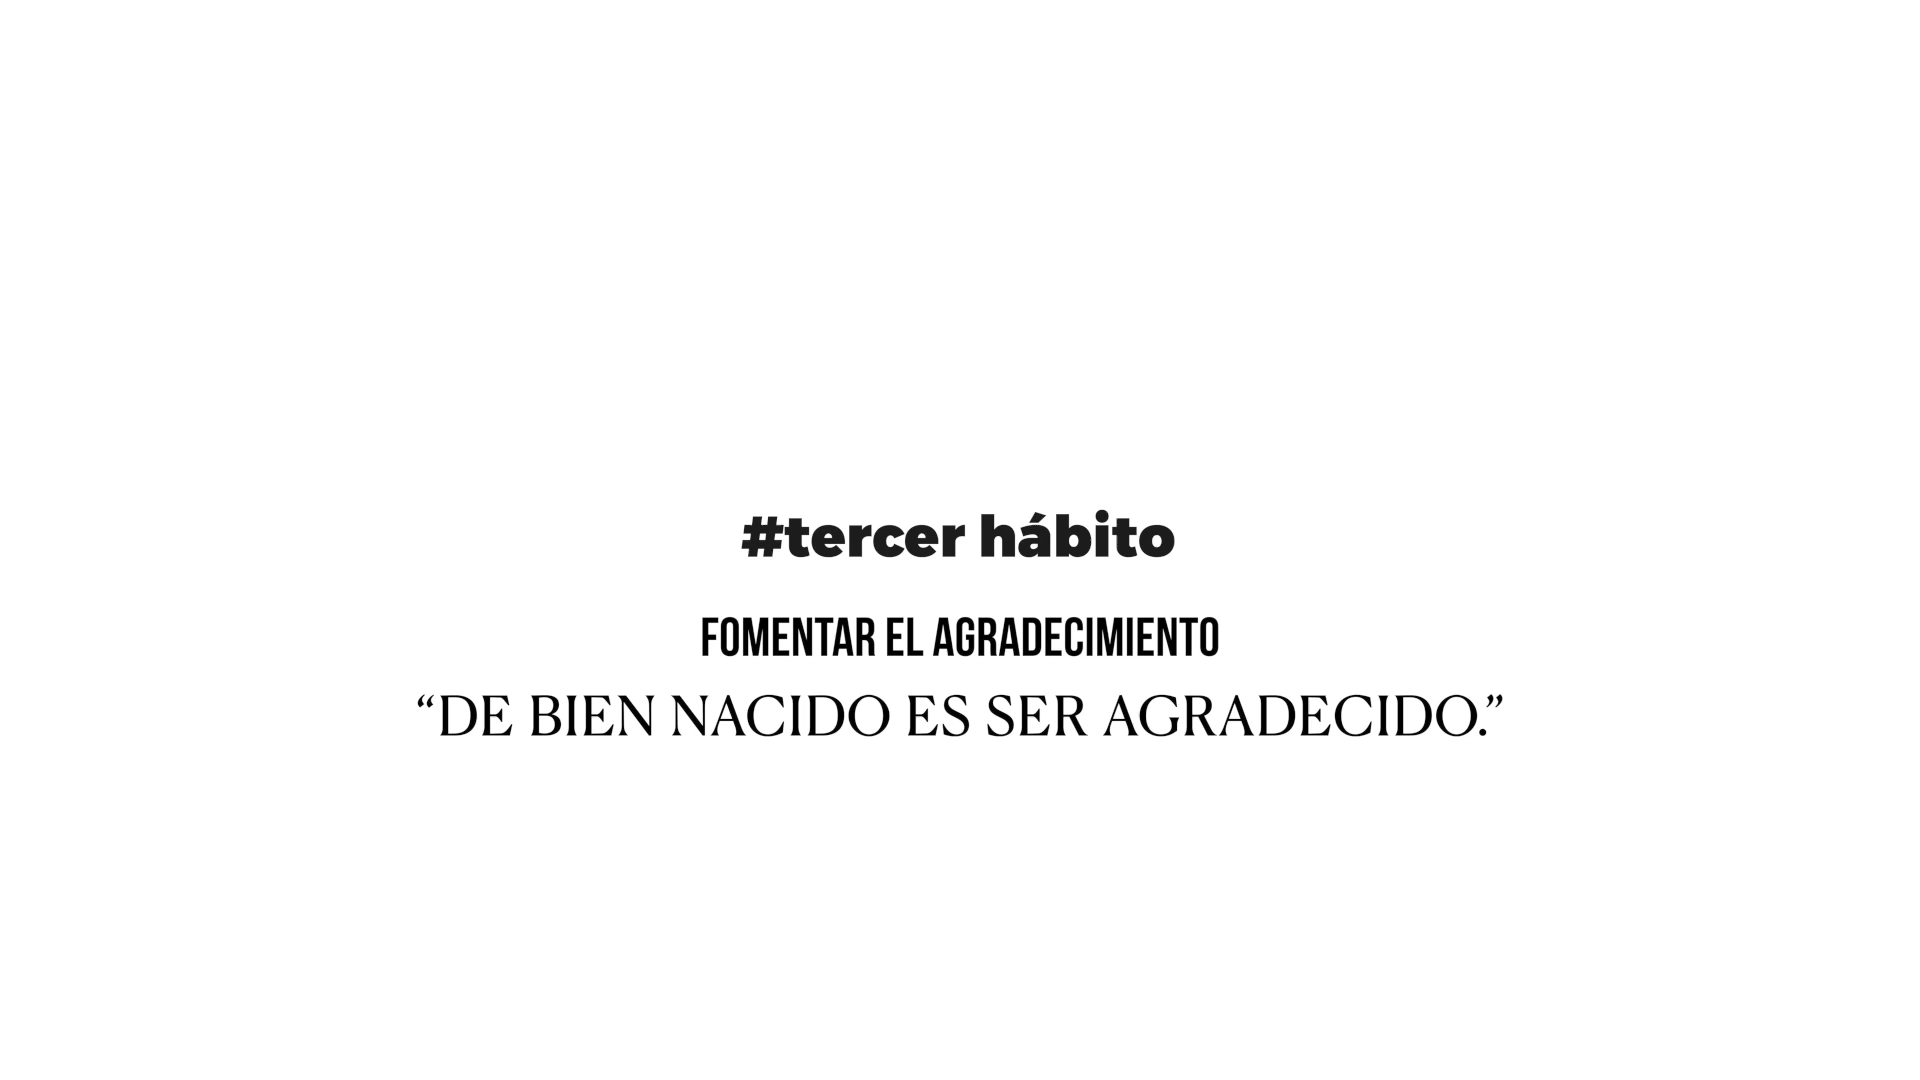 #tercer hábito
FOMENTAR EL AGRADECIMIENTO
“DE BIEN NACIDO ES SER AGRADECIDO.”